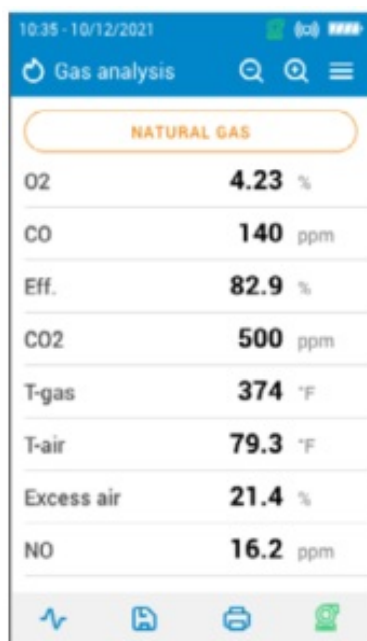 10:35 - 10/12/2021
Gas analysis
NATURAL GAS
O2 4.23 %
CO 140 ppm
Eff. 82.9 %
CO2 500 ppm
T-gas 374 °F
T-air 79.3 °F
Excess air 21.4 %
NO 16.2 ppm